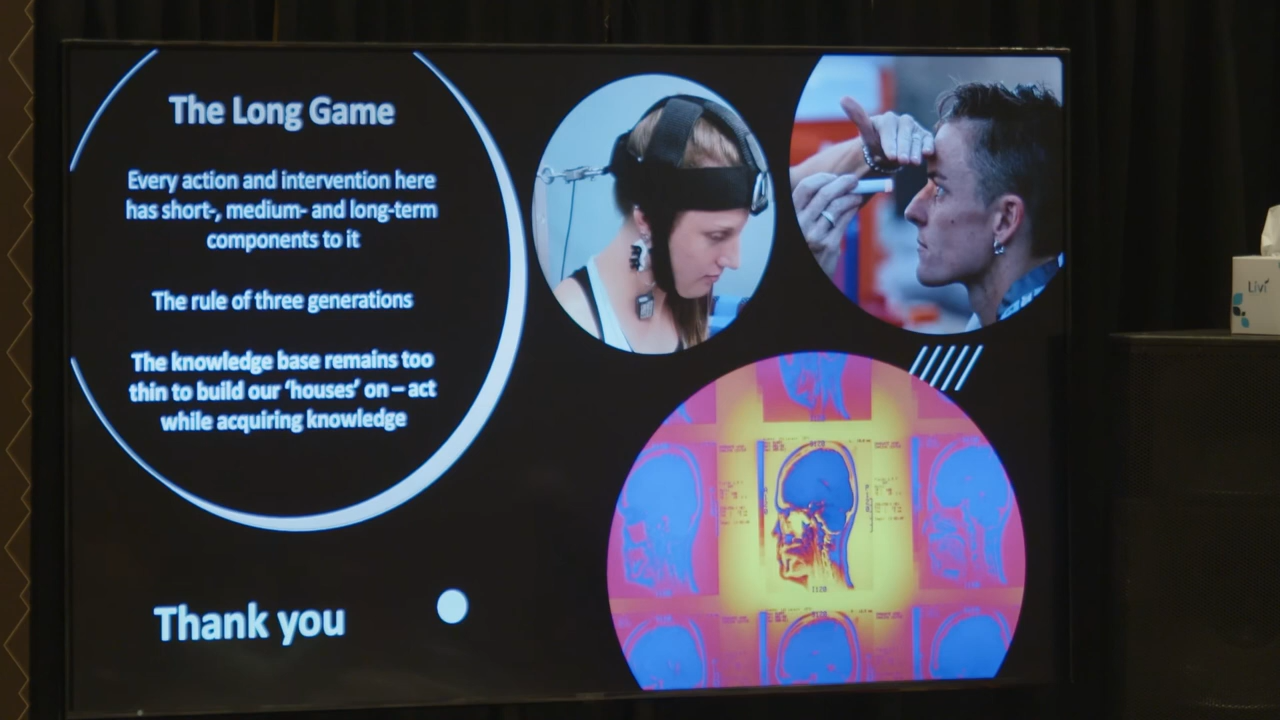 The Long Game
Every action and intervention here
has short-, medium- and long-term
components to it
The rule of three generations
The knowledge base remains too
thin to build our ‘houses’ on – act
while acquiring knowledge
Thank you
1120
Livi